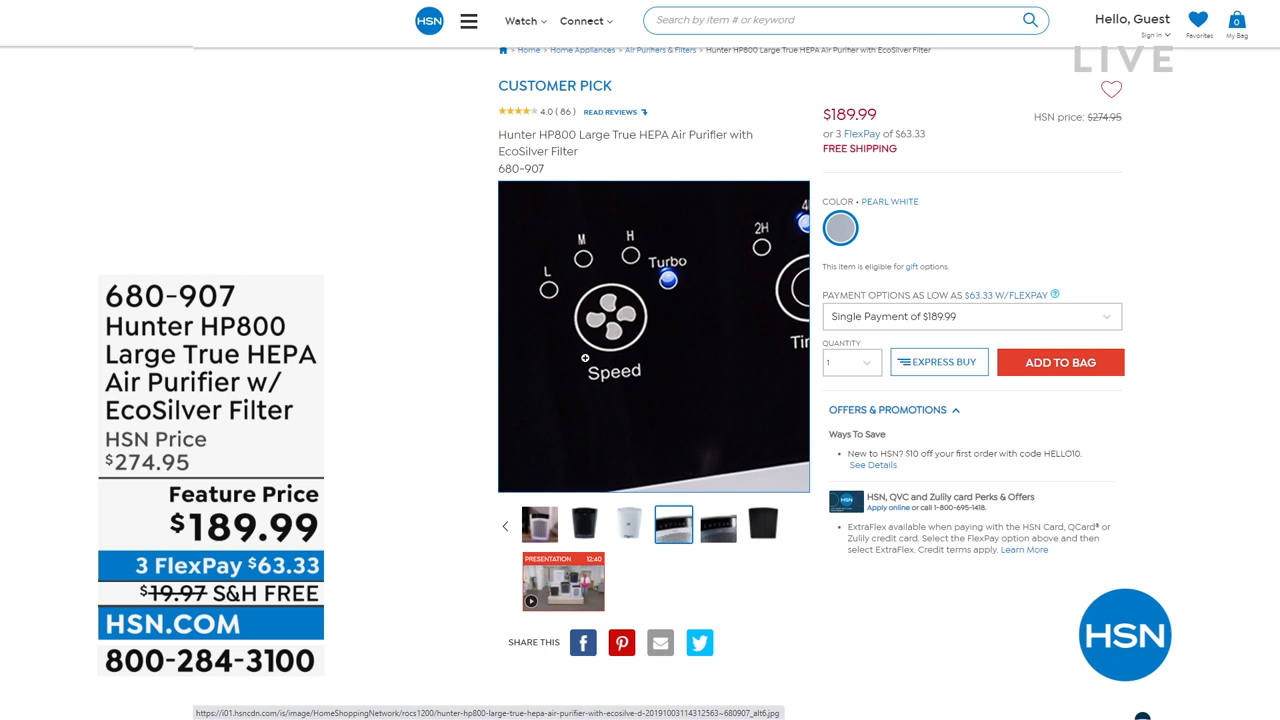 HSN
Watch
Connect
Search by item # or keyword
Hello, Guest
Sign in
Favorites
0
My Bag
LIVE
> Home > Home Appliances > Air Purifiers & Filters > Hunter HP800 Large True HEPA Air Purifier with EcoSilver Filter
CUSTOMER PICK
4.0 ( 86 ) READ REVIEWS
Hunter HP800 Large True HEPA Air Purifier with
EcoSilver Filter
680-907
L
M
H
Turbo
Speed
2H
4
Tir
PRESENTATION 12:40
SHARE THIS
$189.99
HSN price: $274.95
or 3 FlexPay of $63.33
FREE SHIPPING
COLOR • PEARL WHITE
This item is eligible for gift options.
PAYMENT OPTIONS AS LOW AS $63.33 W/FLEXPAY ?
Single Payment of $189.99
QUANTITY
1
EXPRESS BUY
ADD TO BAG
OFFERS & PROMOTIONS
Ways To Save
• New to HSN? $10 off your first order with code HELLO10.
See Details
HSN, QVC and Zulily card Perks & Offers
Apply online or call 1-800-695-1418.
• ExtraFlex available when paying with the HSN Card, QCard® or
Zulily credit card. Select the FlexPay option above and then
select ExtraFlex. Credit terms apply. Learn More
680-907
Hunter HP800
Large True HEPA
Air Purifier w/
EcoSilver Filter
HSN Price
$274.95
Feature Price
$189.99
3 FlexPay $63.33
$19.97 S&H FREE
HSN.COM
800-284-3100
HSN
https://i01.hsncdn.com/is/image/HomeShoppingNetwork/rocs1200/hunter-hp800-large-true-hepa-air-purifier-with-ecosilve-d-20191003114312563~680907_alt6.jpg